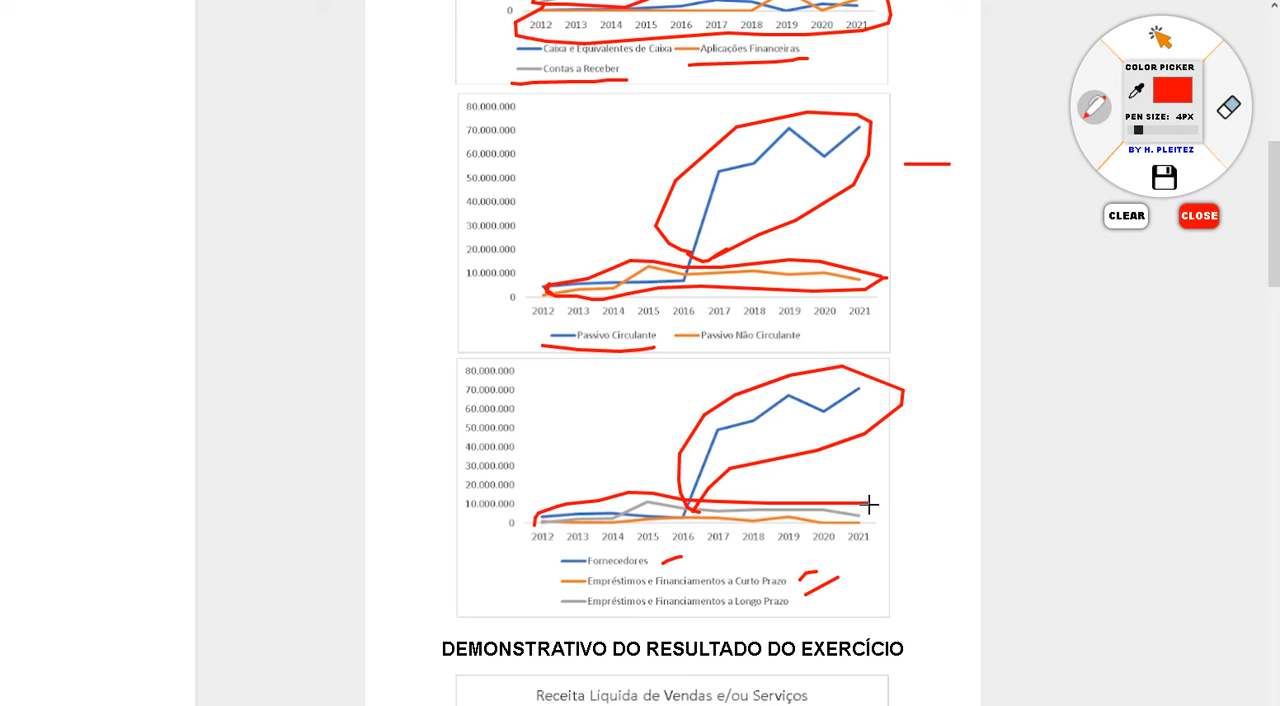 0
2012 2013 2014 2015 2016 2017 2018 2019 2020 2021
Caixa e Equivalentes de Caixa Aplicações Financeiras
Contas a Receber
80.000.000
70.000.000
60.000.000
50.000.000
40.000.000
30.000.000
20.000.000
10.000.000
0
2012 2013 2014 2015 2016 2017 2018 2019 2020 2021
Passivo Circulante Passivo Não Circulante
80.000.000
70.000.000
60.000.000
50.000.000
40.000.000
30.000.000
20.000.000
10.000.000
0
2012 2013 2014 2015 2016 2017 2018 2019 2020 2021
Fornecedores
Empréstimos e Financiamentos a Curto Prazo
Empréstimos e Financiamentos a Longo Prazo
DEMONSTRATIVO DO RESULTADO DO EXERCÍCIO
Receita Líquida de Vendas e/ou Serviços
COLOR PICKER
PEN SIZE: 4PX
BY H. PLEITEZ
CLEAR CLOSE